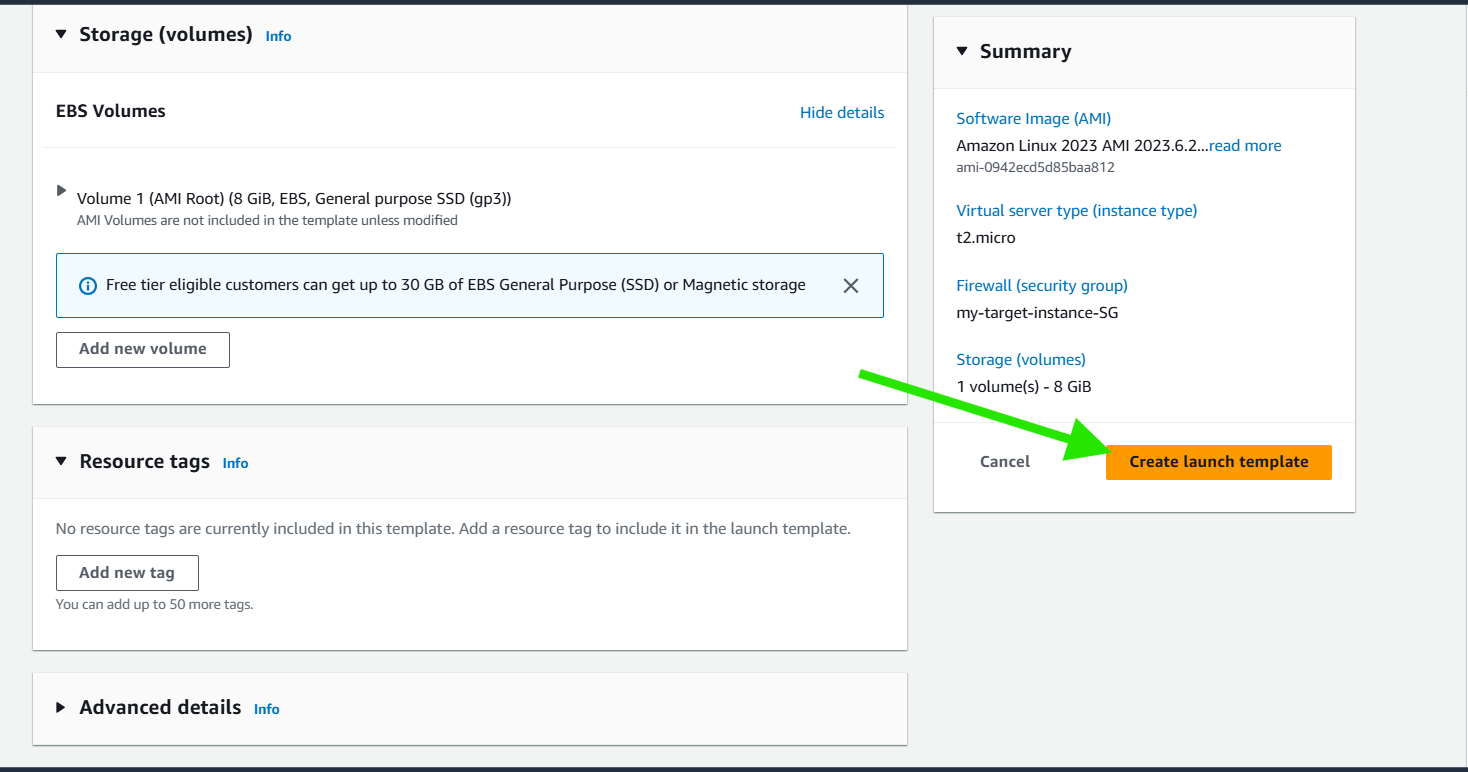 Storage (volumes) Info
EBS Volumes
Hide details
Volume 1 (AMI Root) (8 GiB, EBS, General purpose SSD (gp3))
AMI Volumes are not included in the template unless modified
Free tier eligible customers can get up to 30 GB of EBS General Purpose (SSD) or Magnetic storage
Add new volume
Resource tags Info
No resource tags are currently included in this template. Add a resource tag to include it in the launch template.
Add new tag
You can add up to 50 more tags.
Advanced details Info
Summary
Software Image (AMI)
Amazon Linux 2023 AMI 2023.6.2...read more
ami-0942ecd5d85baa812
Virtual server type (instance type)
t2.micro
Firewall (security group)
my-target-instance-SG
Storage (volumes)
1 volume(s) - 8 GiB
Cancel
Create launch template